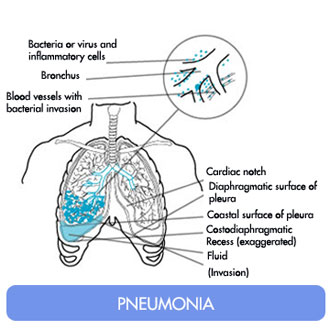 Bacteria or virus and
inflammatory cells
Bronchus
Blood vessels with
bacterial invasion
Cardiac notch
Diaphragmatic surface of
pleura
Coastal surface of pleura
Costodiaphragmatic
Recess (exaggerated)
Fluid
(Invasion)
PNEUMONIA